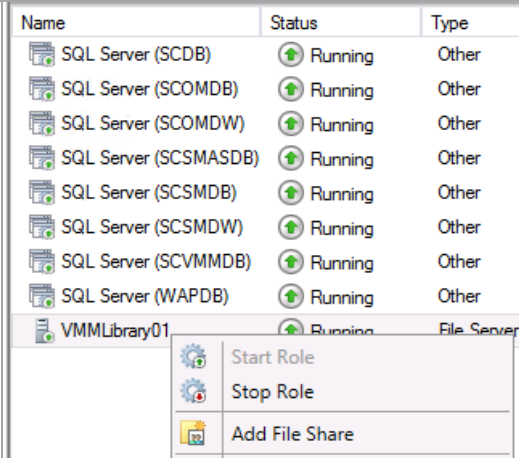 Name Status Type
SQL Server (SCDB) Running Other
SQL Server (SCOMDB) Running Other
SQL Server (SCOMDW) Running Other
SQL Server (SCSMASDB) Running Other
SQL Server (SCSMDB) Running Other
SQL Server (SCSMDW) Running Other
SQL Server (SCVMMDB) Running Other
SQL Server (WAPDB) Running Other
VMMLibrary01 Running File Server
Start Role
Stop Role
Add File Share